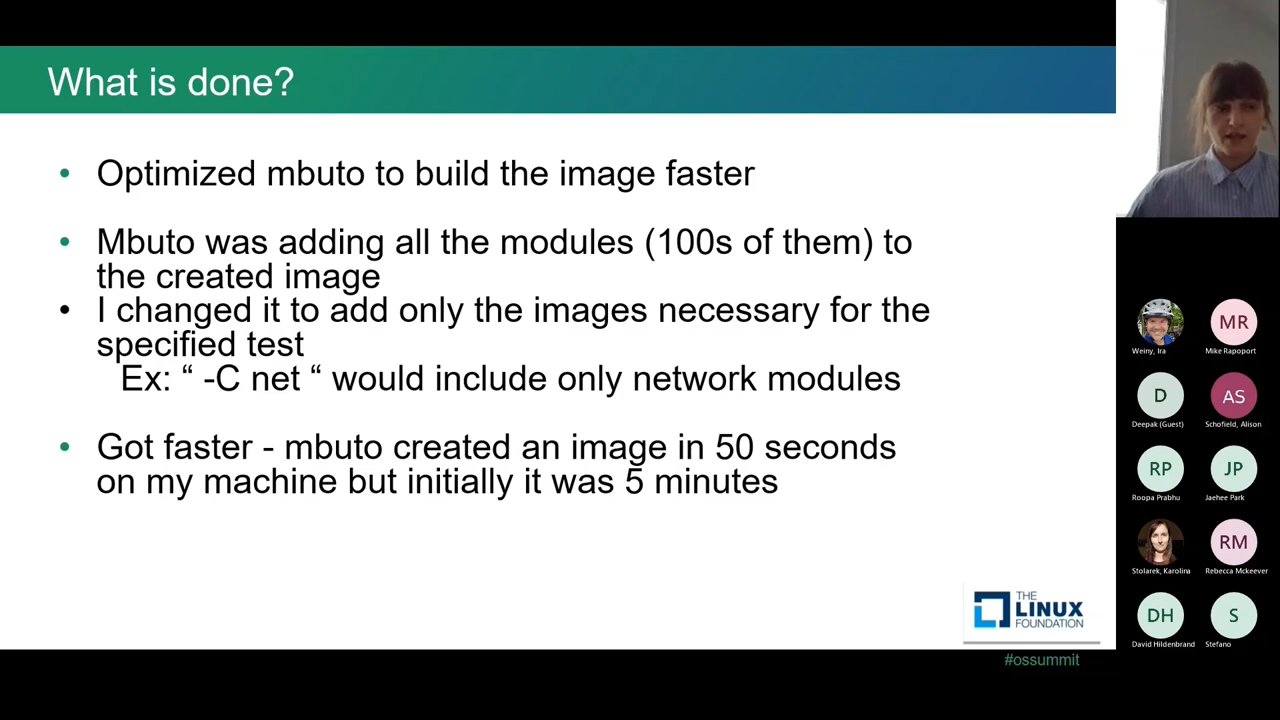 What is done?
• Optimized mbuto to build the image faster
• Mbuto was adding all the modules (100s of them) to
the created image
• I changed it to add only the images necessary for the
specified test
Ex: “ -C net “ would include only network modules
• Got faster - mbuto created an image in 50 seconds
on my machine but initially it was 5 minutes
THE
LINUX
FOUNDATION
#ossummit
MR
Weiny, Ira
Mike Rapoport
D
AS
Deepak (Guest)
Schofield, Alison
RP
JP
Roopa Prabhu
Jaehee Park
RM
Stolarek, Karolina
Rebecca Mckeever
DH
S
David Hildenbrand
Stefano